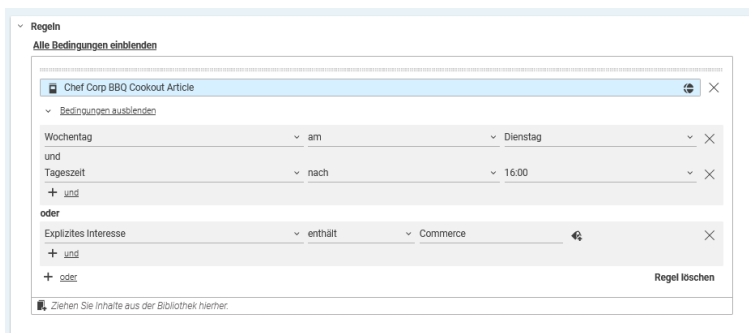 Regeln
Alle Bedingungen einblenden
Chef Corp BBQ Cookout Article
Bedingungen ausblenden
Wochentag am Dienstag
und
Tageszeit nach 16:00
+ und
oder
Explizites Interesse enthält Commerce
+ und
+ oder Regel löschen
Ziehen Sie Inhalte aus der Bibliothek hierher.